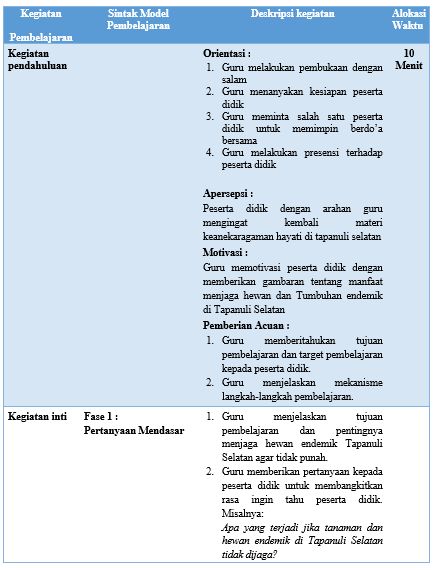 Kegiatan
Pembelajaran
Sintak Model
Pembelajaran
Deskripsi kegiatan
Alokasi
Waktu
Kegiatan
pendahuluan
Orientasi :
1. Guru melakukan pembukaan dengan
salam
2. Guru menanyakan kesiapan peserta
didik
3. Guru meminta salah satu peserta
didik untuk memimpin berdo’a
bersama
4. Guru melakukan presensi terhadap
peserta didik
Apersepsi :
Peserta didik dengan arahan guru
mengingat kembali materi
keanekaragaman hayati di tapanuli selatan
Motivasi :
Guru memotivasi peserta didik dengan
memberikan gambaran tentang manfaat
menjaga hewan dan Tumbuhan endemik
di Tapanuli Selatan
Pemberian Acuan :
1. Guru memberitahukan tujuan
pembelajaran dan target pembelajaran
kepada peserta didik.
2. Guru menjelaskan mekanisme
langkah-langkah pembelajaran.
10
Menit
Kegiatan inti
Fase 1 :
Pertanyaan Mendasar
1. Guru menjelaskan tujuan
pembelajaran dan pentingnya
menjaga hewan endemik Tapanuli
Selatan agar tidak punah.
2. Guru memberikan pertanyaan kepada
peserta didik untuk membangkitkan
rasa ingin tahu peserta didik.
Misalnya:
Apa yang terjadi jika tanaman dan
hewan endemik di Tapanuli Selatan
tidak dijaga?